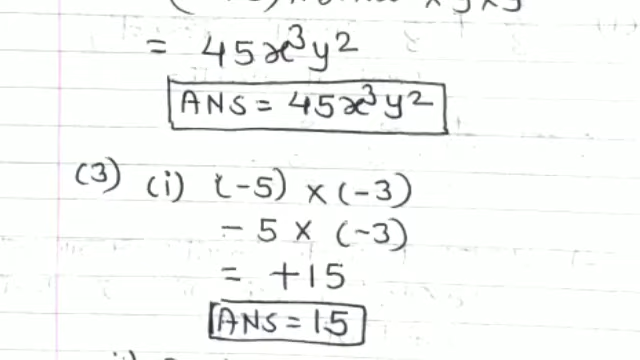 = 45x³y²
ANS = 45x³y²
(3) (i) (-5) × (-3)
- 5 × (-3)
= +15
ANS = 15